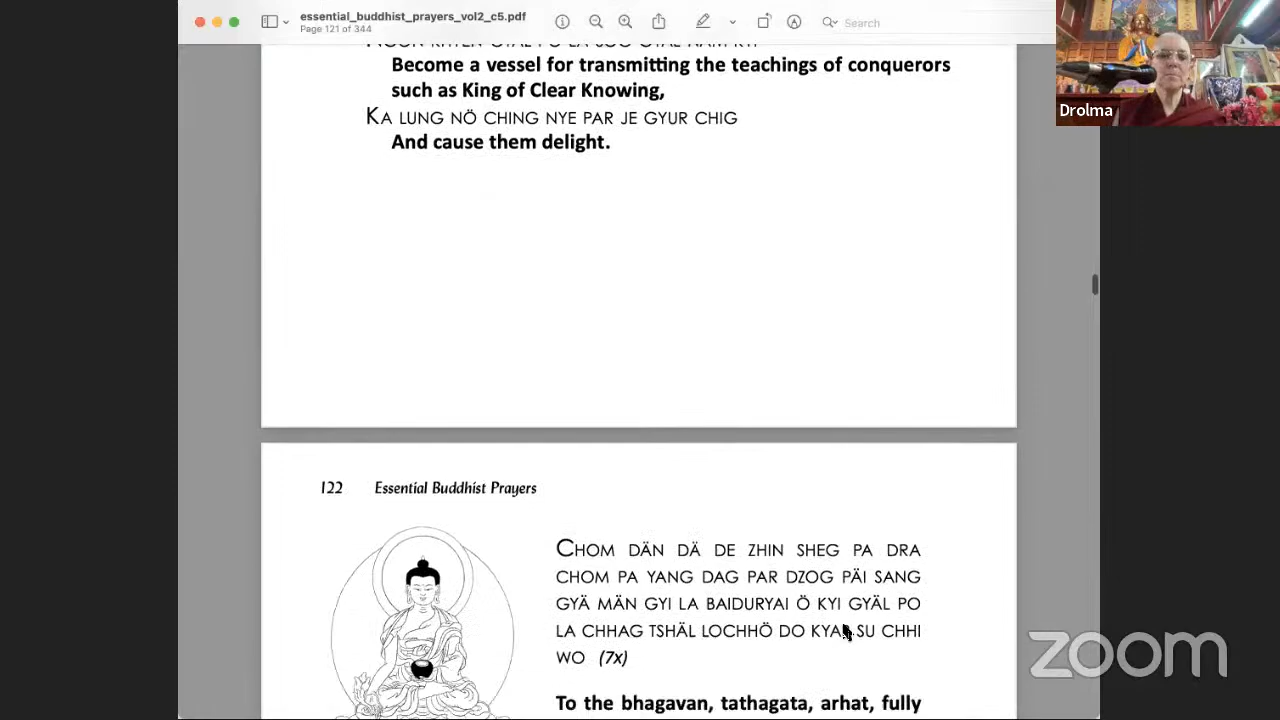 essential_buddhist_prayers_vol2_c5.pdf
Page 121 of 344
Search
Drolma
Become a vessel for transmitting the teachings of conquerors
such as King of Clear Knowing,
KA LUNG NÖ CHING NYE PAR JE GYUR CHIG
And cause them delight.
122 Essential Buddhist Prayers
CHOM DÄN DÄ DE ZHIN SHEG PA DRA
CHOM PA YANG DAG PAR DZOG PÄI SANG
GYÄ MÄN GYI LA BAIDURYAI Ö KYI GYÄL PO
LA CHHAG TSHÄL LOCHHÖ DO KYAB SU CHHI
WO (7x)
To the bhagavan, tathagata, arhat, fully
zoom